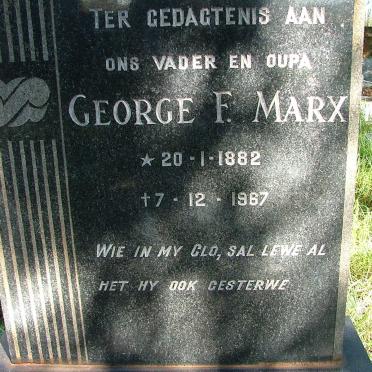 TER GEDAGTENIS AAN
ONS VADER EN OUPA
GEORGE F. MARX
★ 20-1-1882
†7-12-1967
WIE IN MY GLO, SAL LEWE AL
HET HY OOK GESTERWE